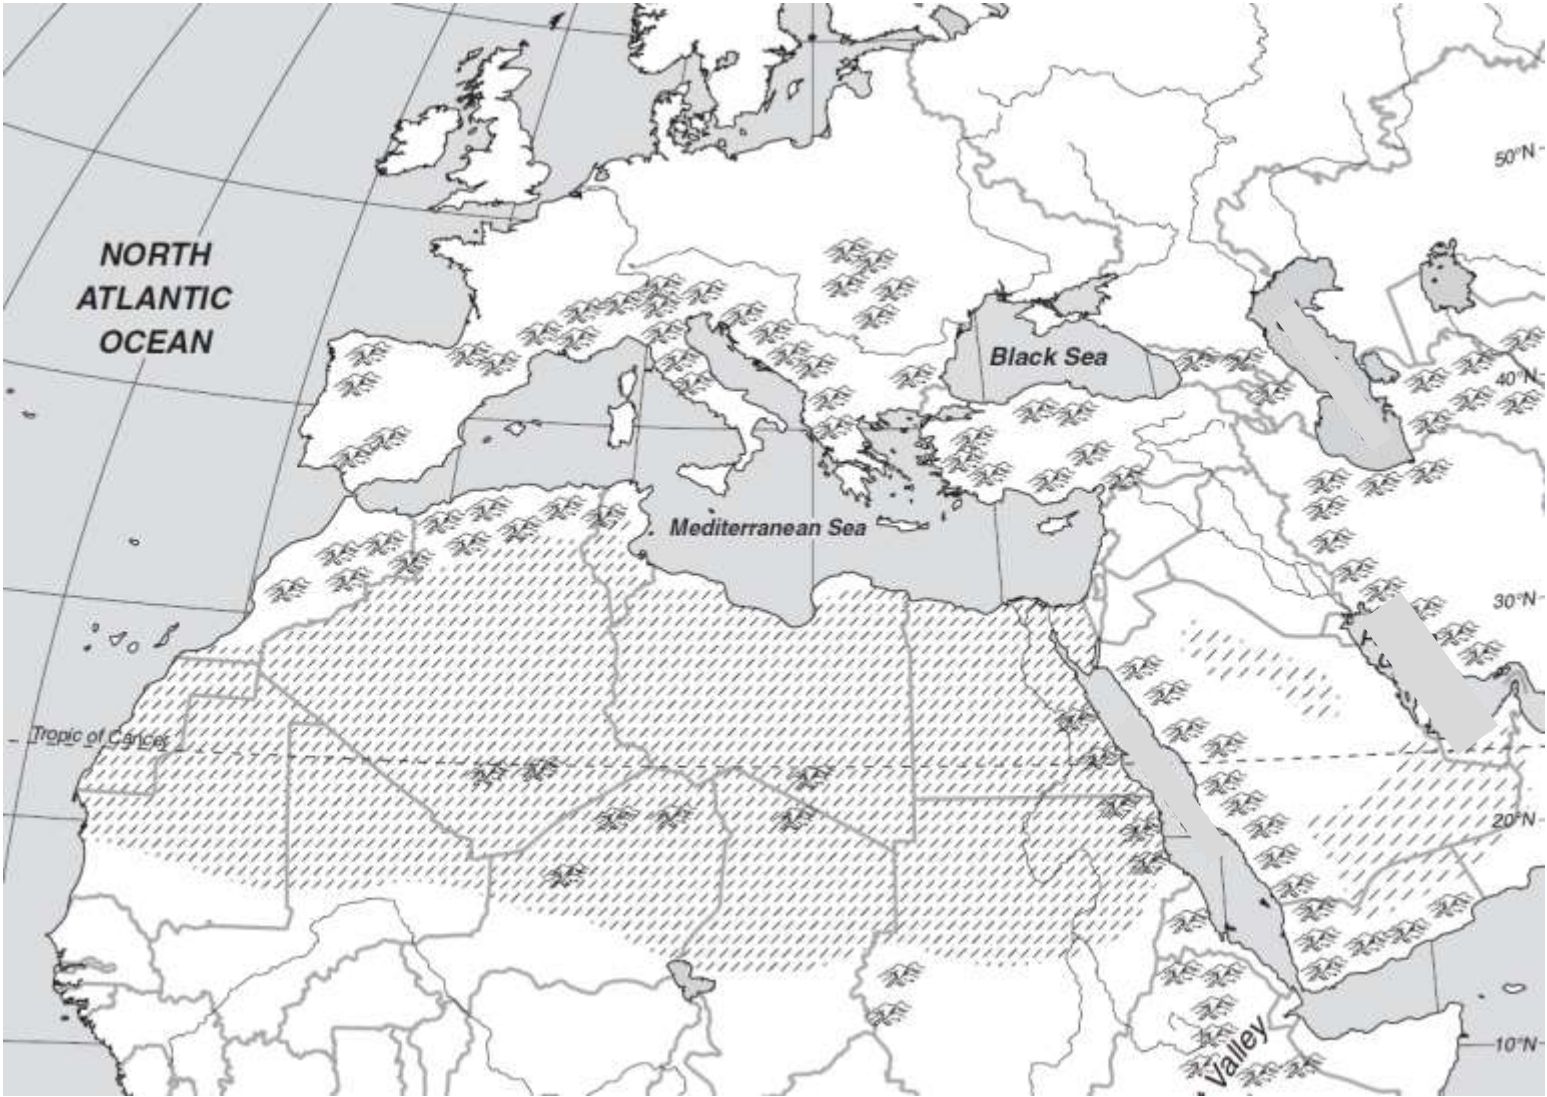 50°N
NORTH
ATLANTIC
OCEAN
Black Sea
40°N
Mediterranean Sea
30°N
Tropic of Cancer
20°N
10°N
Valley